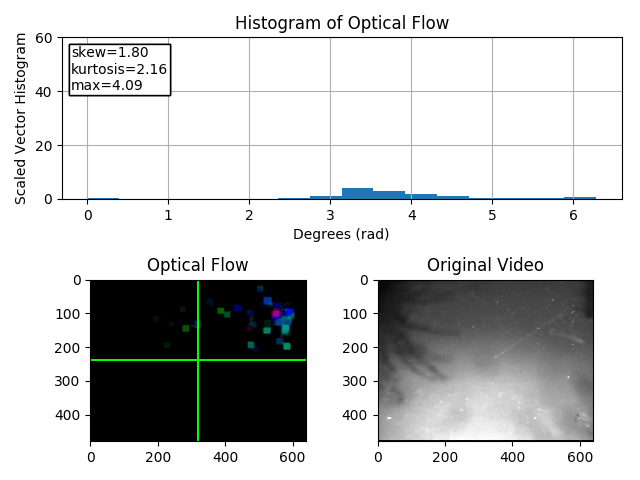 Histogram of Optical Flow
Scaled Vector Histogram
60
40
20
0
skew=1.80
kurtosis=2.16
max=4.09
0 1 2 3 4 5 6
Degrees (rad)
Optical Flow
0
100
200
300
400
0 200 400 600
Original Video
0
100
200
300
400
0 200 400 600